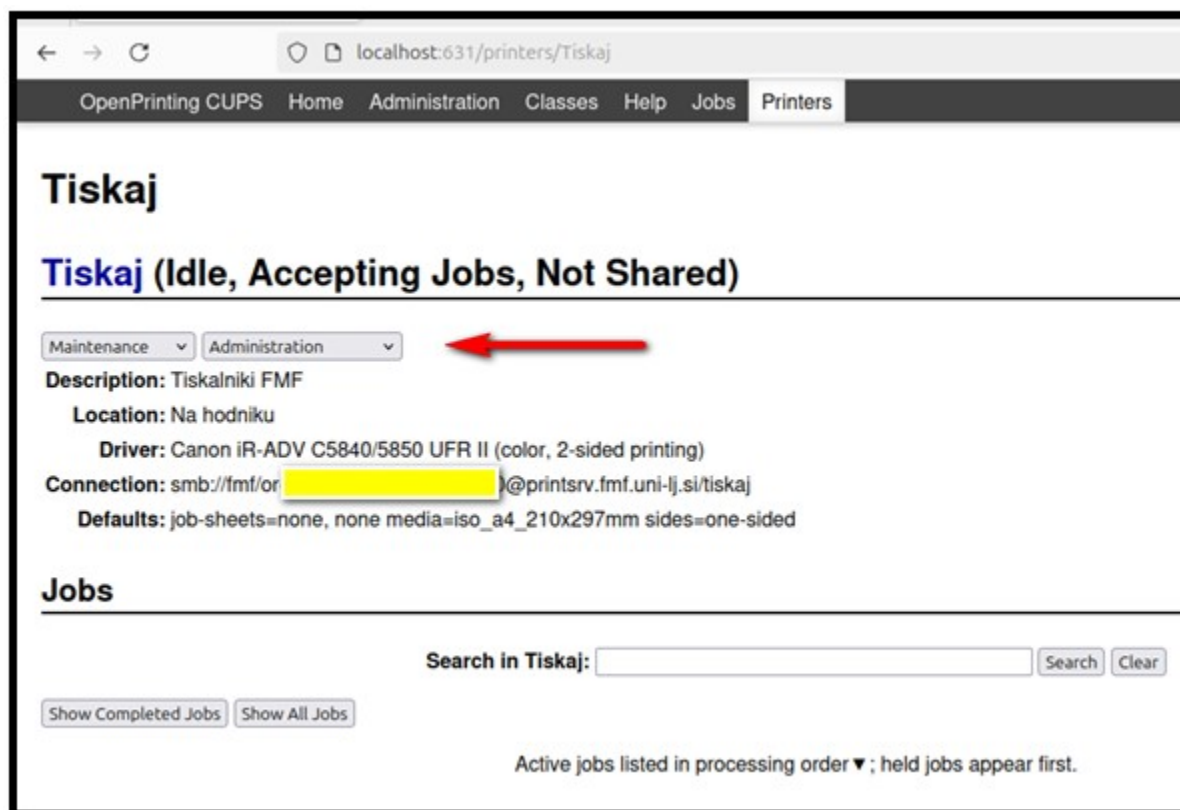 localhost:631/printers/Tiskaj
OpenPrinting CUPS Home Administration Classes Help Jobs Printers
Tiskaj
Tiskaj (Idle, Accepting Jobs, Not Shared)
Maintenance Administration
Description: Tiskalniki FMF
Location: Na hodniku
Driver: Canon iR-ADV C5840/5850 UFR II (color, 2-sided printing)
Connection: smb://fmf/or @printsrv.fmf.uni-lj.si/tiskaj
Defaults: job-sheets=none, none media=iso_a4_210x297mm sides=one-sided
Jobs
Search in Tiskaj: Search Clear
Show Completed Jobs Show All Jobs
Active jobs listed in processing order▼; held jobs appear first.